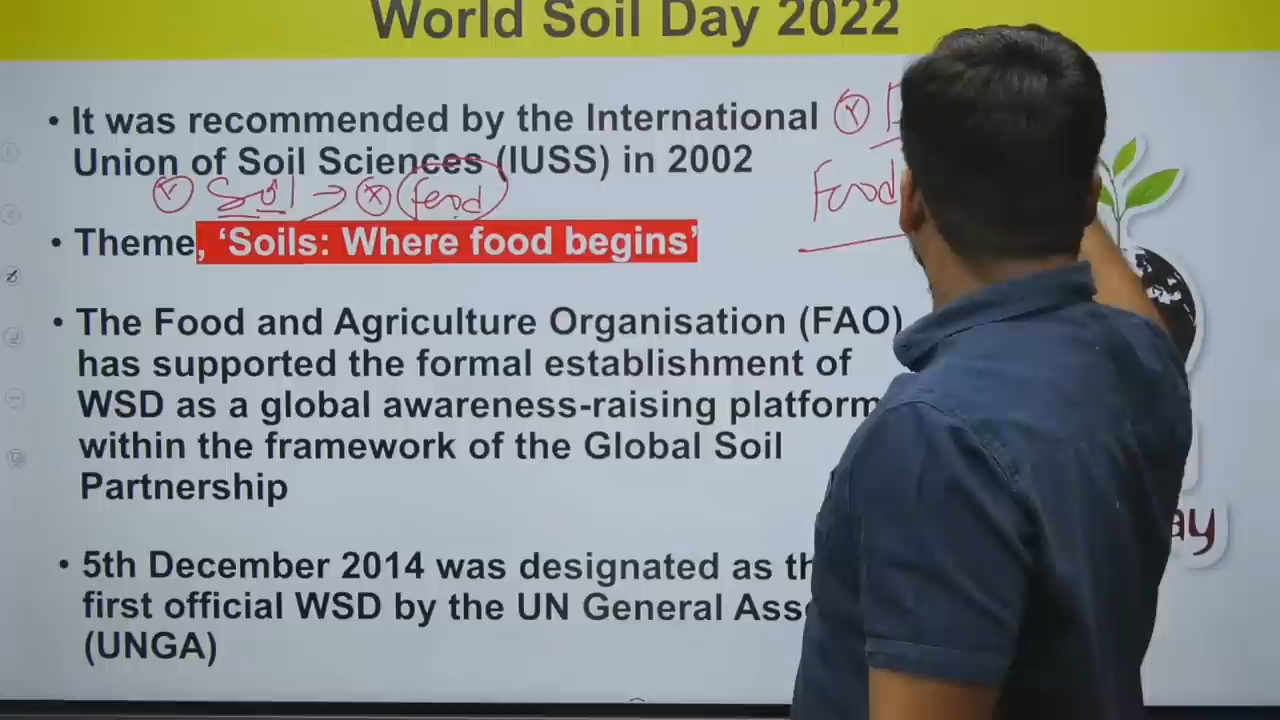 World Soil Day 2022
• It was recommended by the International
Union of Soil Sciences (IUSS) in 2002
Food
Soil food
• Theme, ‘Soils: Where food begins’
• The Food and Agriculture Organisation (FAO)
has supported the formal establishment of
WSD as a global awareness-raising platform
within the framework of the Global Soil
Partnership
ay
• 5th December 2014 was designated as th
first official WSD by the UN General Asse
(UNGA)